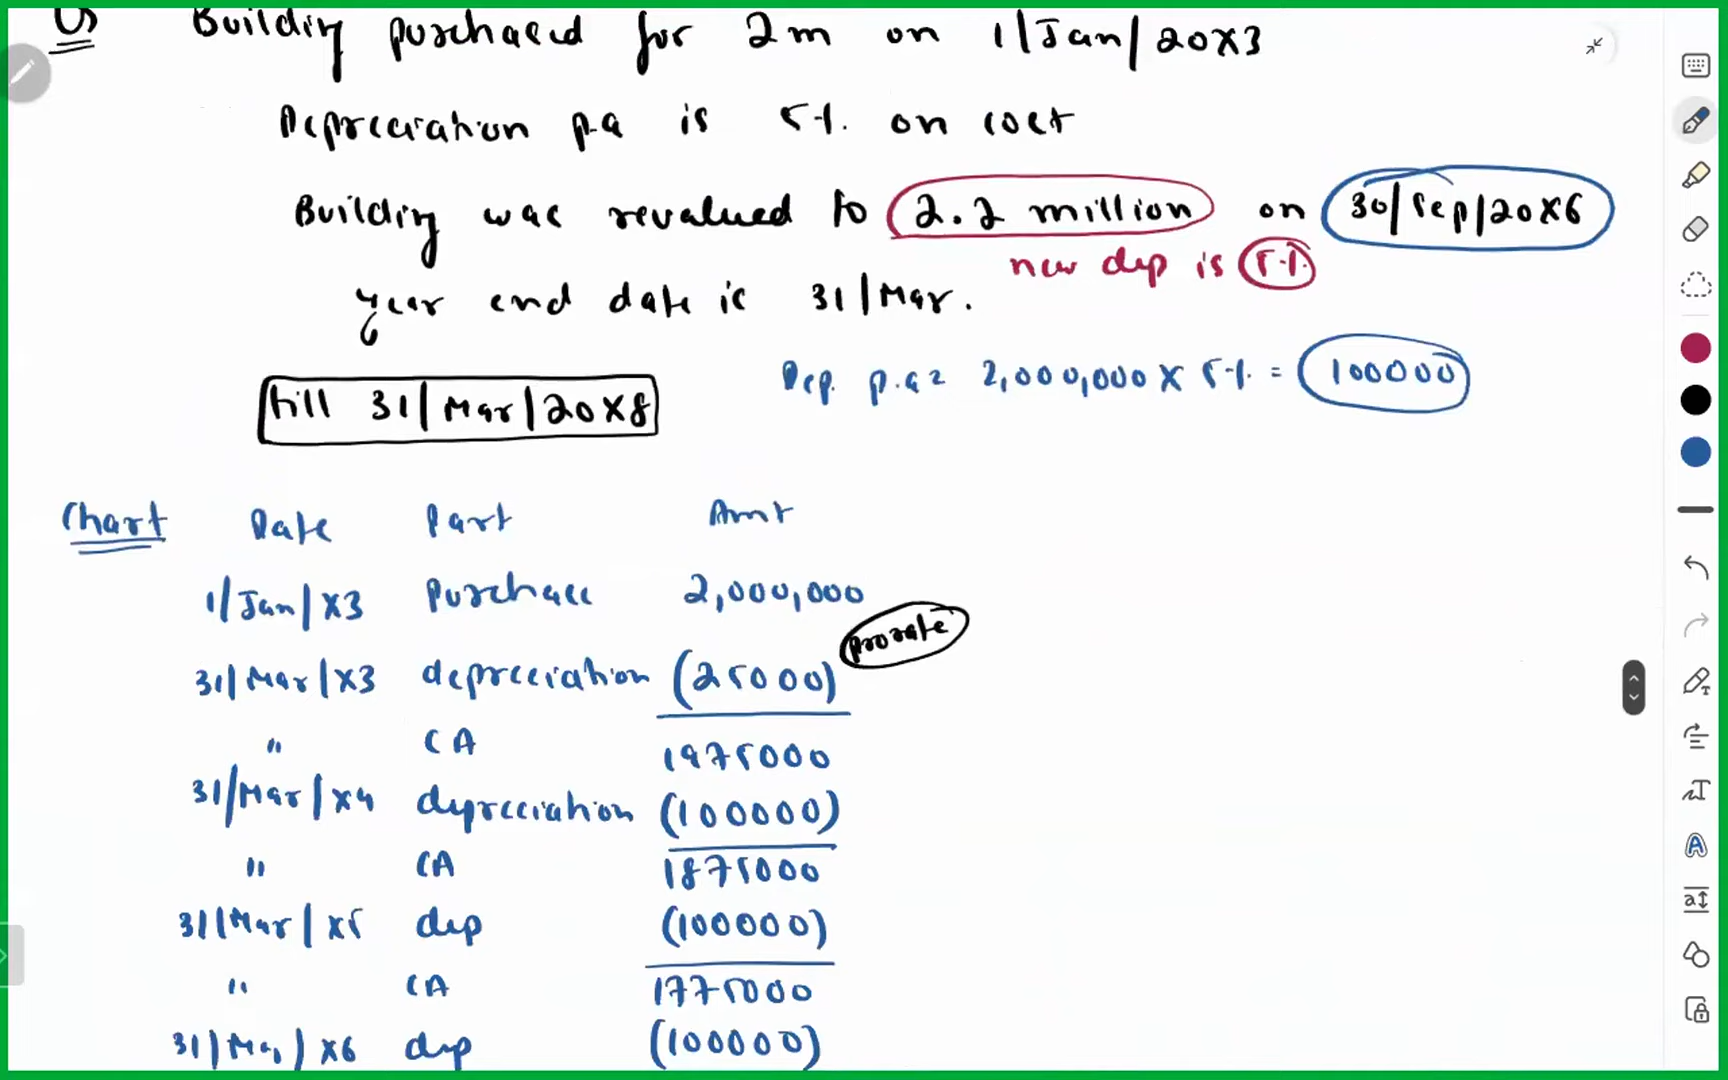 Q)
Building purchased for 2m on 1/Jan/20X3
Depreciation p.a is 5%. on cost
Building was revalued to 2.2 million on 30/Sep/20X6
new dep is 5%.
year end date is 31/Mar.
till 31/Mar/20X8
Dep. p.a = 2,000,000 X 5%. = 100000
Chart Date Part Amt
1/Jan/X3 Purchase 2,000,000
prorate
31/Mar/X3 depreciation (25000)
" CA 1975000
31/Mar/X4 depreciation (100000)
" CA 1875000
31/Mar/X5 dep (100000)
" CA 1775000
31/Mar/X6 dep (100000)